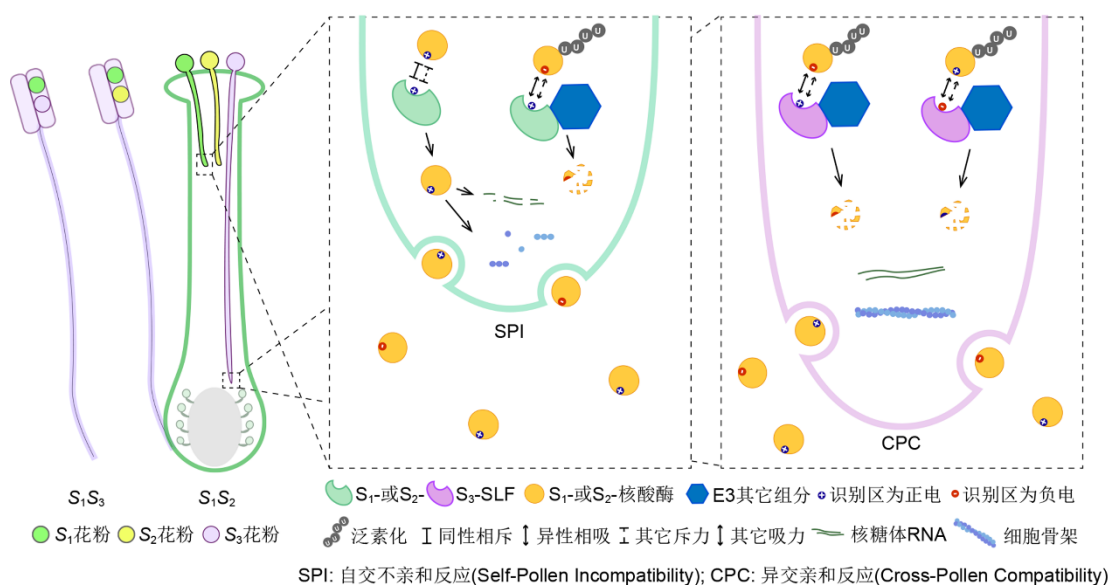 U U U U
U U U U
U U U U
U U U U
SPI
CPC
S₁S₃
S₁S₂
S₁花粉 S₂花粉 S₃花粉
S₁-或S₂- S₃-SLF S₁-或S₂-核酸酶 E3其它组分 识别区为正电 识别区为负电
U U U U 泛素化 同性相斥 异性相吸 其它斥力 其它吸力 核糖体RNA 细胞骨架
SPI: 自交不亲和反应(Self-Pollen Incompatibility); CPC: 异交亲和反应(Cross-Pollen Compatibility)